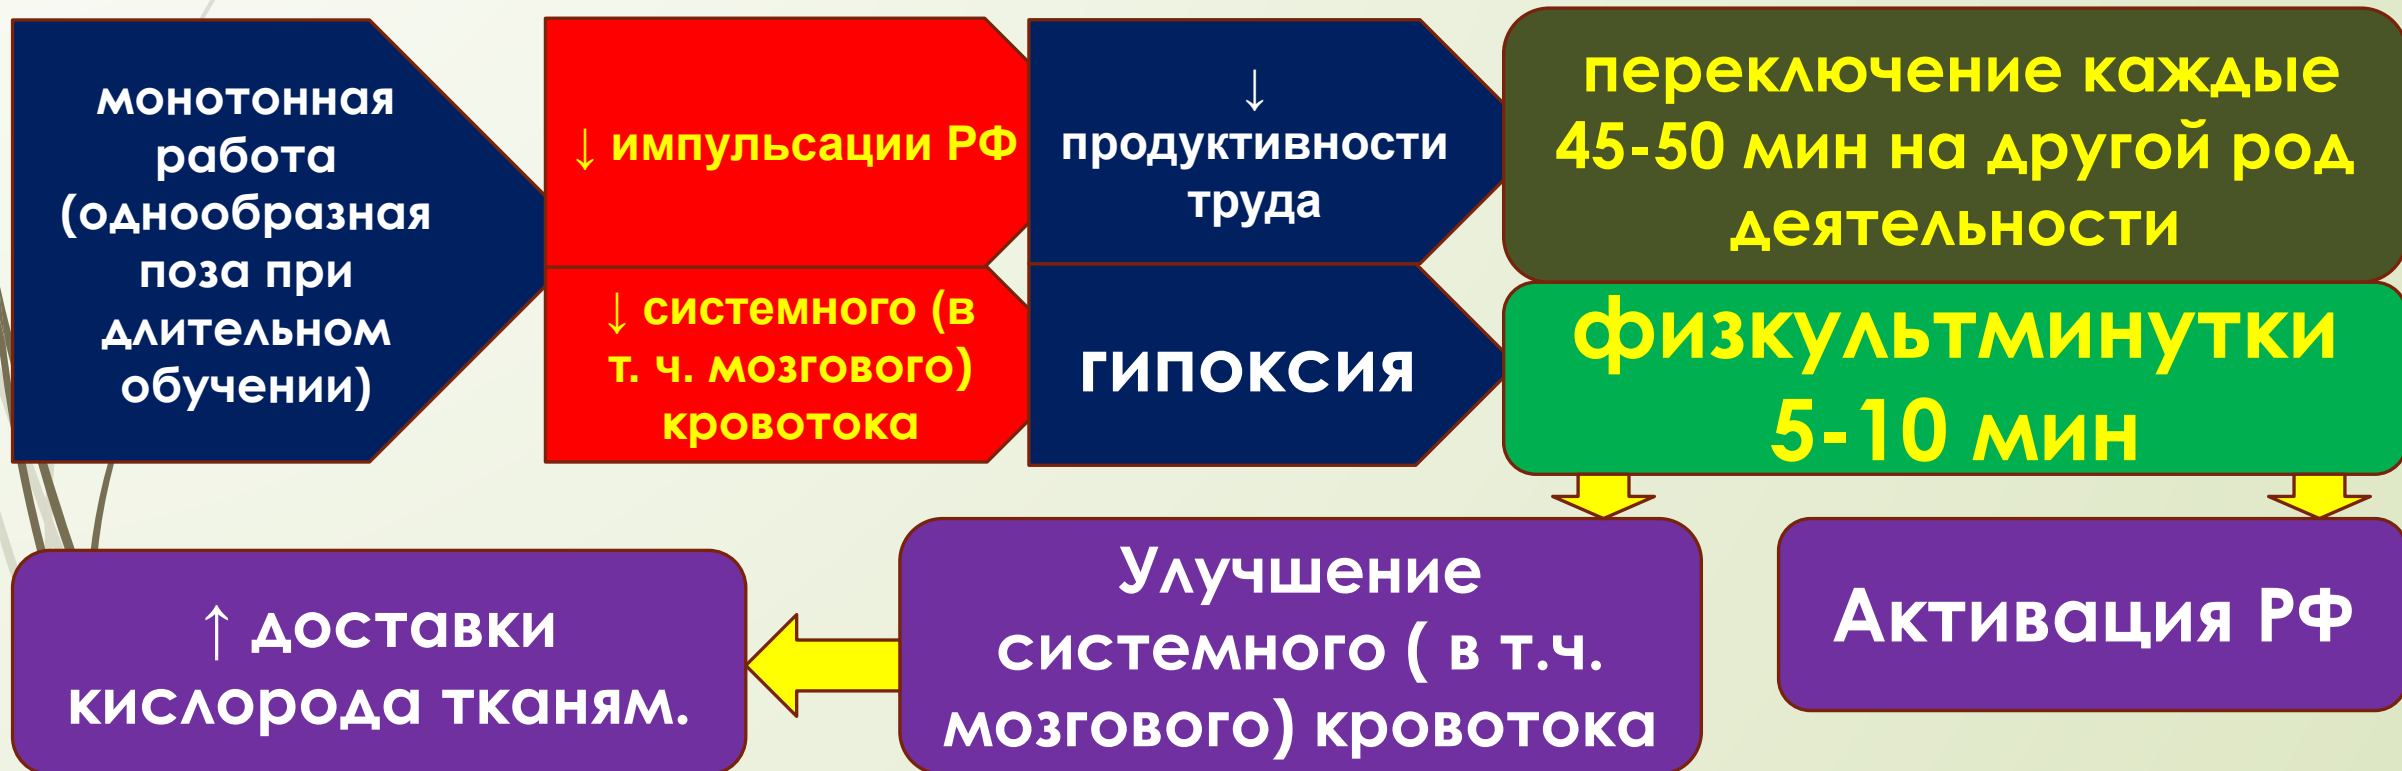 монотонная
работа
(однообразная
поза при
длительном
обучении)
↓ импульсации РФ
↓ системного (в
т. ч. мозгового)
кровотока
↓
продуктивности
труда
гипоксия
переключение каждые
45-50 мин на другой род
деятельности
физкультминутки
5-10 мин
↑ доставки
кислорода тканям.
Улучшение
системного ( в т.ч.
мозгового) кровотока
Активация РФ